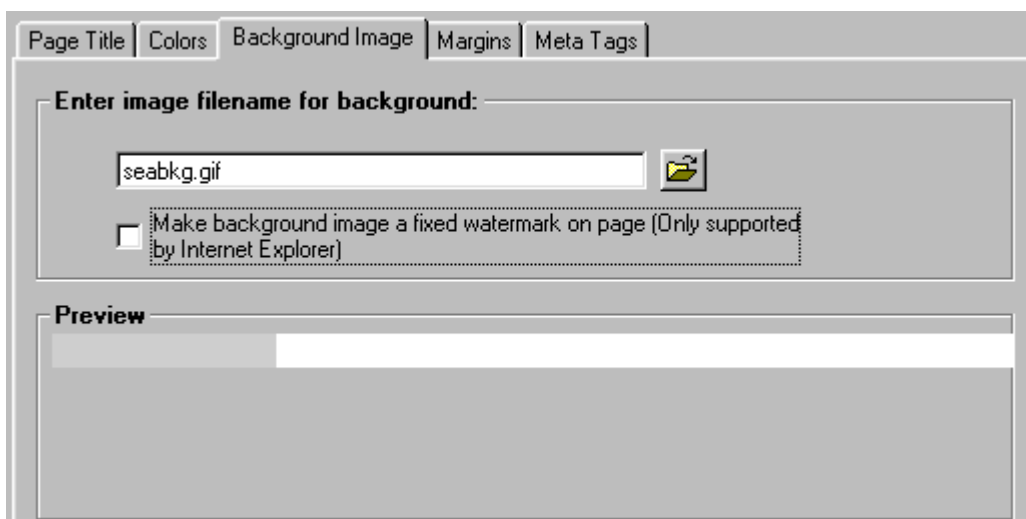 Page Title Colors Background Image Margins Meta Tags
Enter image filename for background:
seabkg.gif
Make background image a fixed watermark on page (Only supported
by Internet Explorer)
Preview